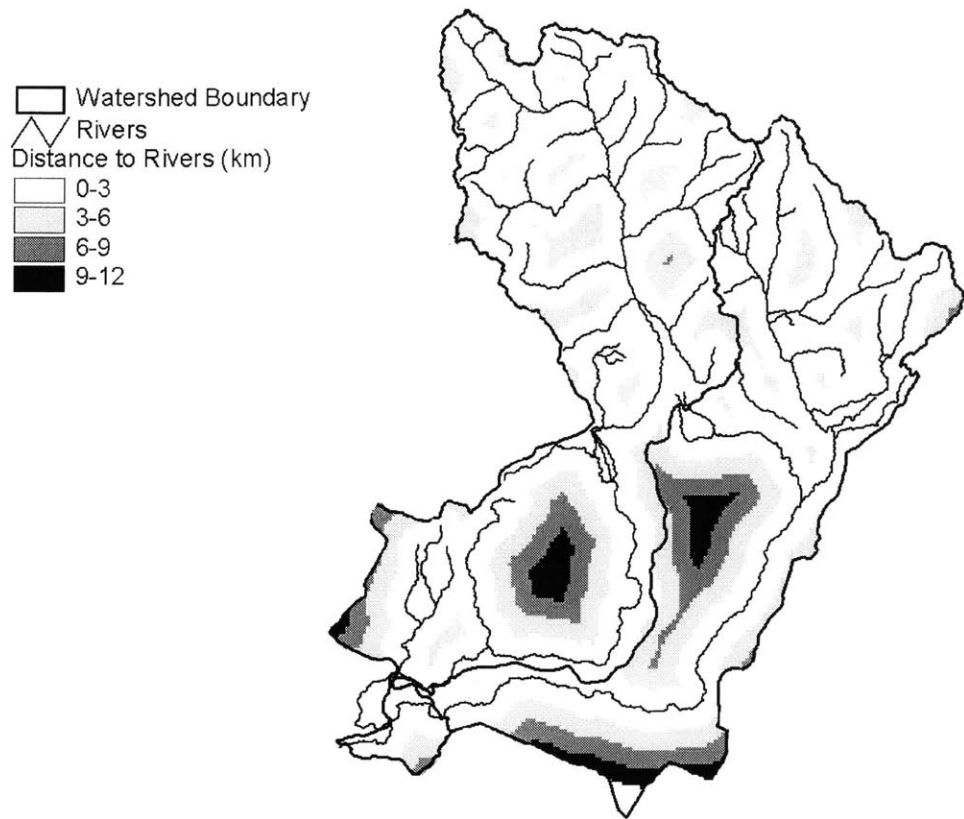 Watershed Boundary
Rivers
Distance to Rivers (km)
0-3
3-6
6-9
9-12